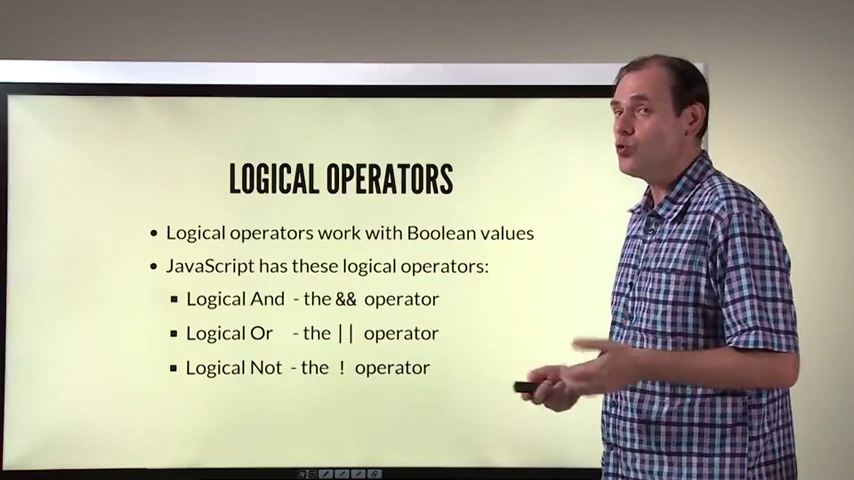 LOGICAL OPERATORS
• Logical operators work with Boolean values
• JavaScript has these logical operators:
▪ Logical And - the && operator
▪ Logical Or - the || operator
▪ Logical Not - the ! operator